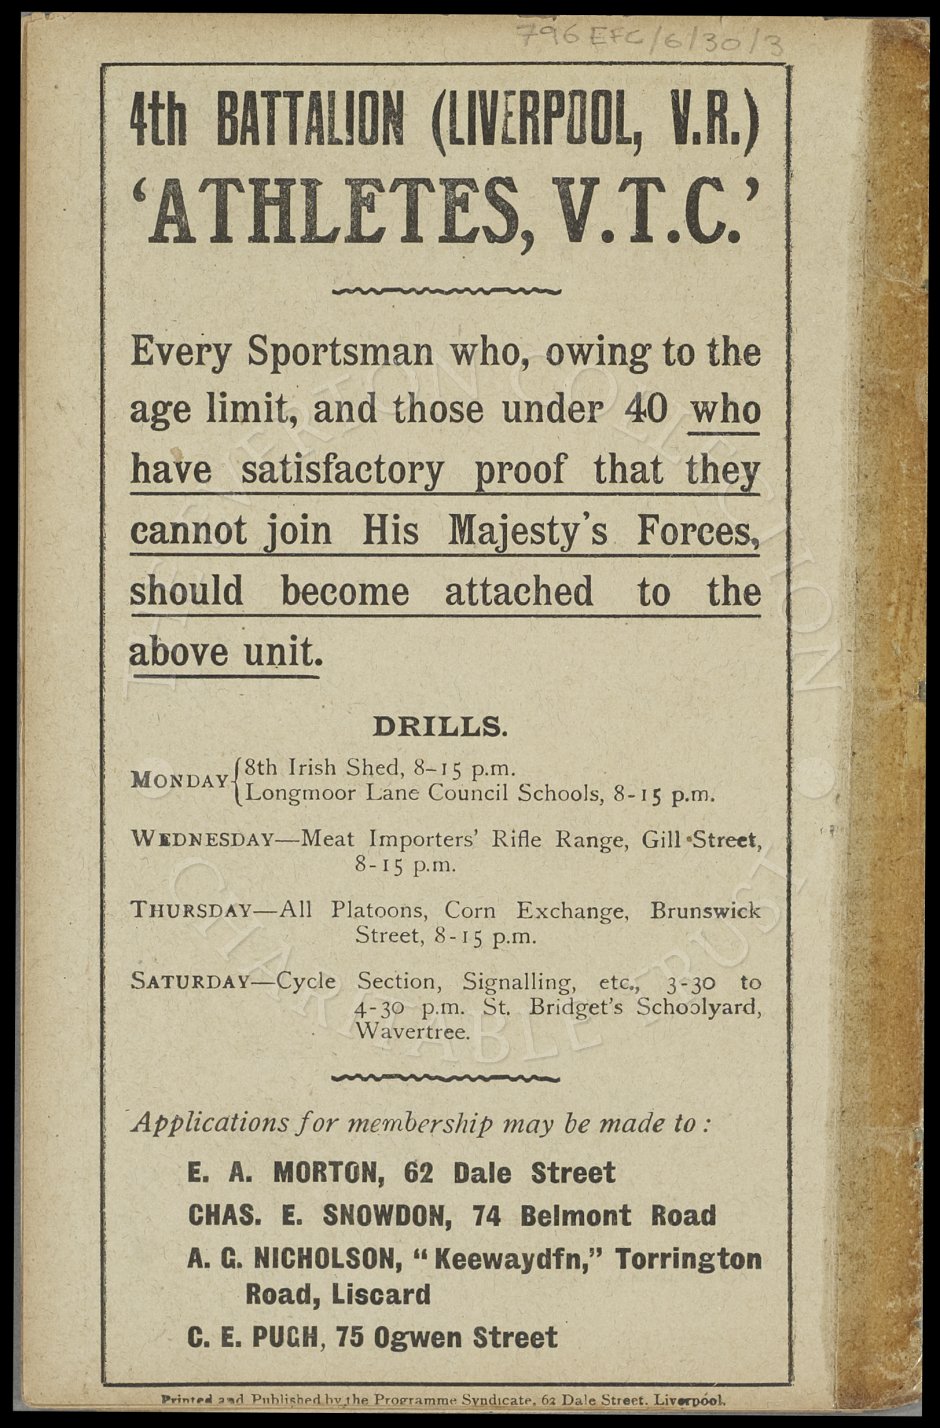 796 EFC/6/30/3
4th BATTALION (LIVERPOOL, V.R.)
‘ATHLETES, V.T.C.’
Every Sportsman who, owing to the
age limit, and those under 40 who
have satisfactory proof that they
cannot join His Majesty's Forces,
should become attached to the
above unit.
DRILLS.
MONDAY { 8th Irish Shed, 8-15 p.m.
Longmoor Lane Council Schools, 8-15 p.m.
WEDNESDAY—Meat Importers' Rifle Range, Gill Street,
8-15 p.m.
THURSDAY—All Platoons, Corn Exchange, Brunswick
Street, 8-15 p.m.
SATURDAY—Cycle Section, Signalling, etc., 3-30 to
4-30 p.m. St. Bridget's Schoolyard,
Wavertree.
Applications for membership may be made to :
E. A. MORTON, 62 Dale Street
CHAS. E. SNOWDON, 74 Belmont Road
A. G. NICHOLSON, “Keewaydfn,” Torrington
Road, Liscard
C. E. PUGH, 75 Ogwen Street
Printed and Published by the Programme Syndicate, 62 Dale Street, Liverpool.
THE EVERTON COLLECTION
CHARITABLE TRUST